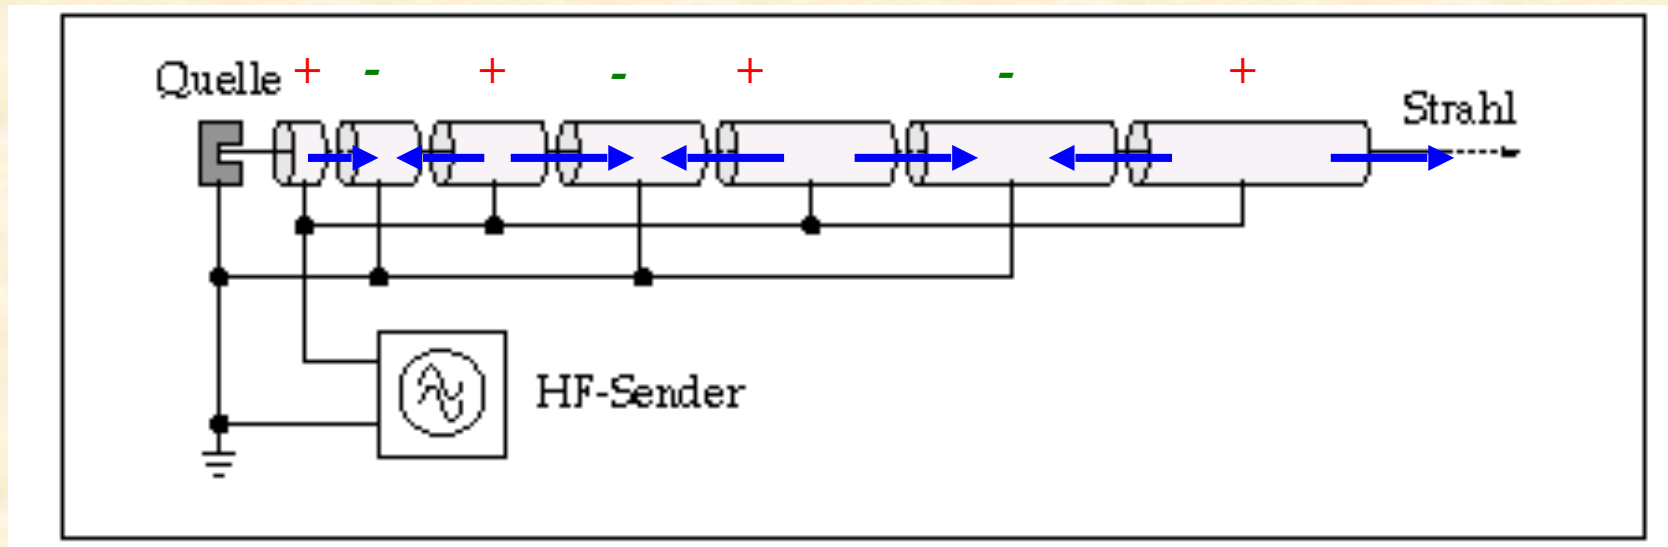 Quelle + - + - + - +
Strahl
HF-Sender